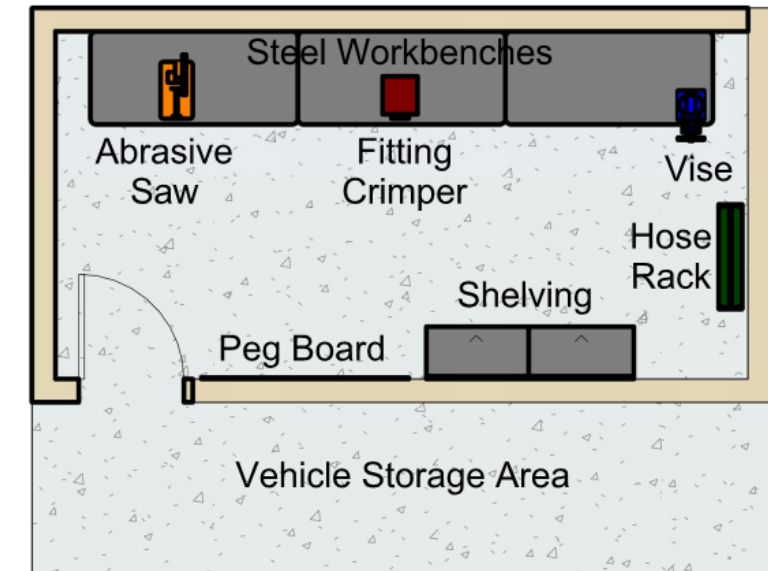 Steel Workbenches
Abrasive
Saw
Fitting
Crimper
Vise
Hose
Rack
Shelving
Peg Board
Vehicle Storage Area